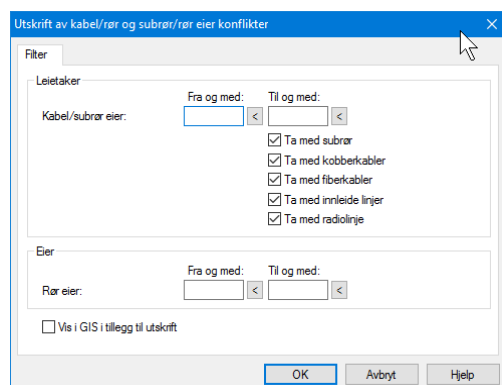 Utskrift av kabel/rør og subrør/rør eier konflikter
Filter
Leietaker
Fra og med: Til og med:
Kabel/subrør eier: < <
Ta med subrør
Ta med kobberkabler
Ta med fiberkabler
Ta med innleide linjer
Ta med radiolinje
Eier
Fra og med: Til og med:
Rør eier: < <
Vis i GIS i tillegg til utskrift
OK Avbryt Hjelp